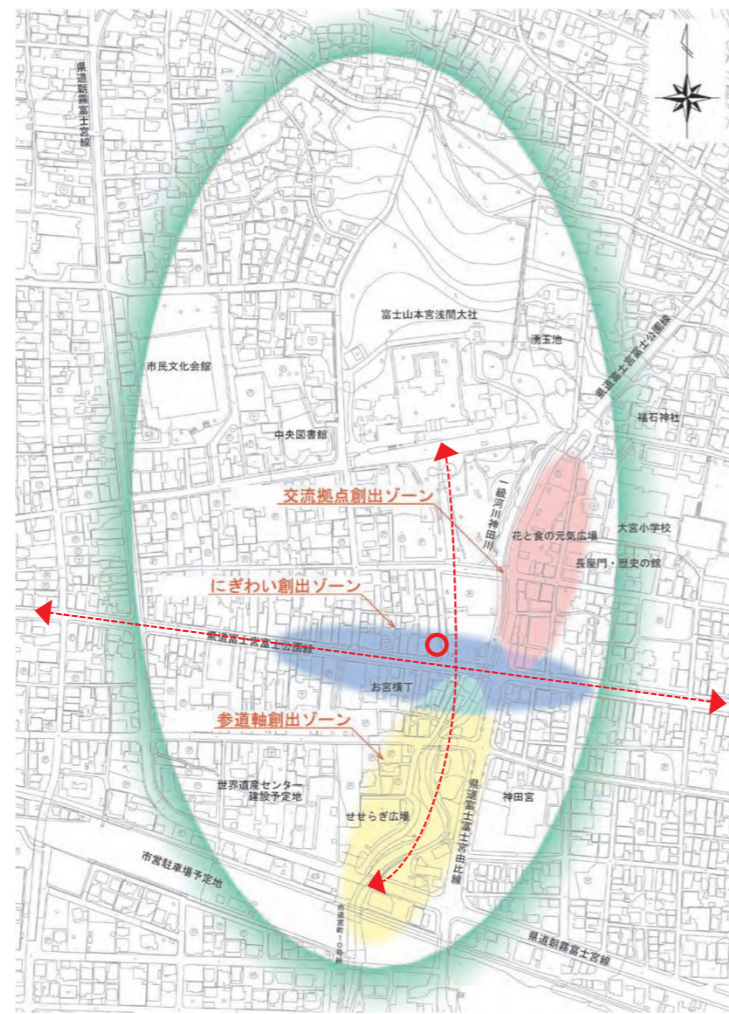 県道朝霧富士宮線
富士山本宮浅間大社
湧玉池
県道富士宮富士公園線
市民文化会館
福石神社
中央図書館
交流拠点創出ゾーン
一級河川神田川
花と食の元気広場
大宮小学校
長屋門・歴史の館
にぎわい創出ゾーン
県道富士宮富士公園線
お宮横丁
参道軸創出ゾーン
世界遺産センター
建設予定地
神田宮
せせらぎ広場
県道富士富士宮由比線
市営駐車場予定地
市道宮町10号線
県道朝霧富士宮線